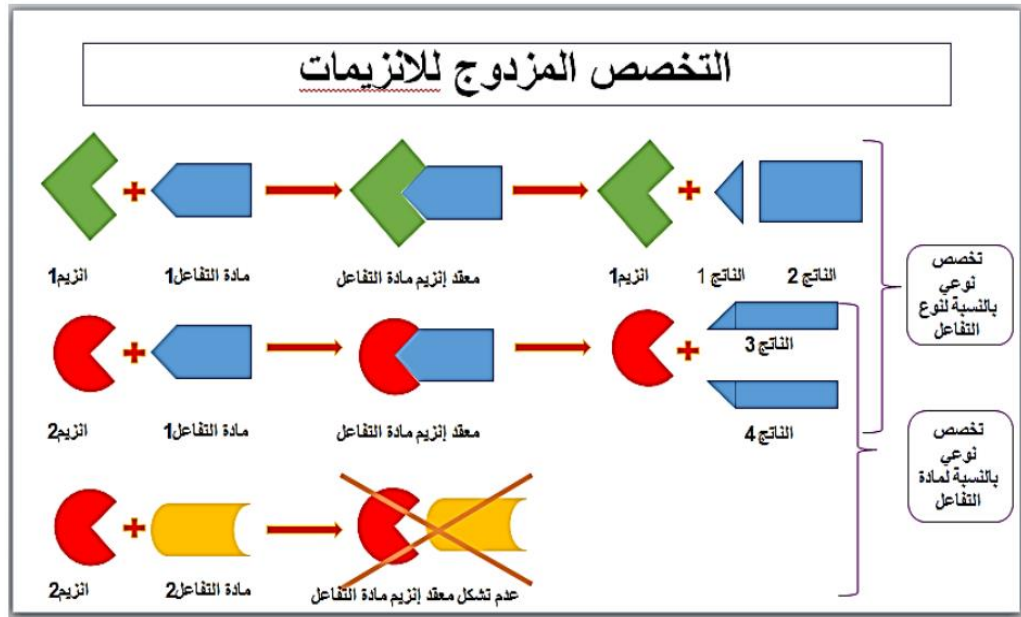 التخصص المزدوج للانزيمات
انزيم1
مادة التفاعل1
معقد إنزيم مادة التفاعل
انزيم1
الناتج 1
الناتج 2
انزيم2
مادة التفاعل1
معقد إنزيم مادة التفاعل
الناتج 3
الناتج 4
انزيم2
مادة التفاعل2
عدم تشكل معقد إنزيم مادة التفاعل
تخصص
نوعي
بالنسبة لنوع
التفاعل
تخصص
نوعي
بالنسبة لمادة
التفاعل